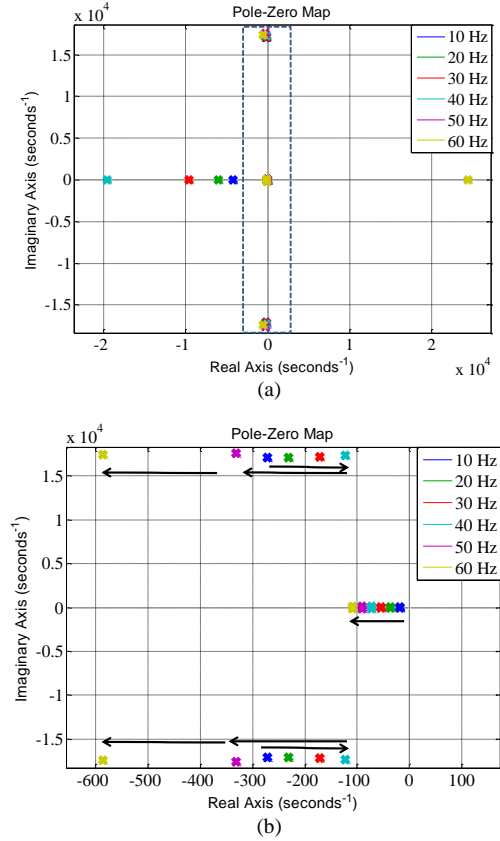 Pole-Zero Map
x 10^4
1.5
1
0.5
0
-0.5
-1
-1.5
Imaginary Axis (seconds⁻¹)
10 Hz
20 Hz
30 Hz
40 Hz
50 Hz
60 Hz
-2 -1 0 1 2
Real Axis (seconds⁻¹)
x 10^4
(a)
Pole-Zero Map
x 10^4
1.5
1
0.5
0
-0.5
-1
-1.5
Imaginary Axis (seconds⁻¹)
10 Hz
20 Hz
30 Hz
40 Hz
50 Hz
60 Hz
-600 -500 -400 -300 -200 -100 0 100
Real Axis (seconds⁻¹)
(b)